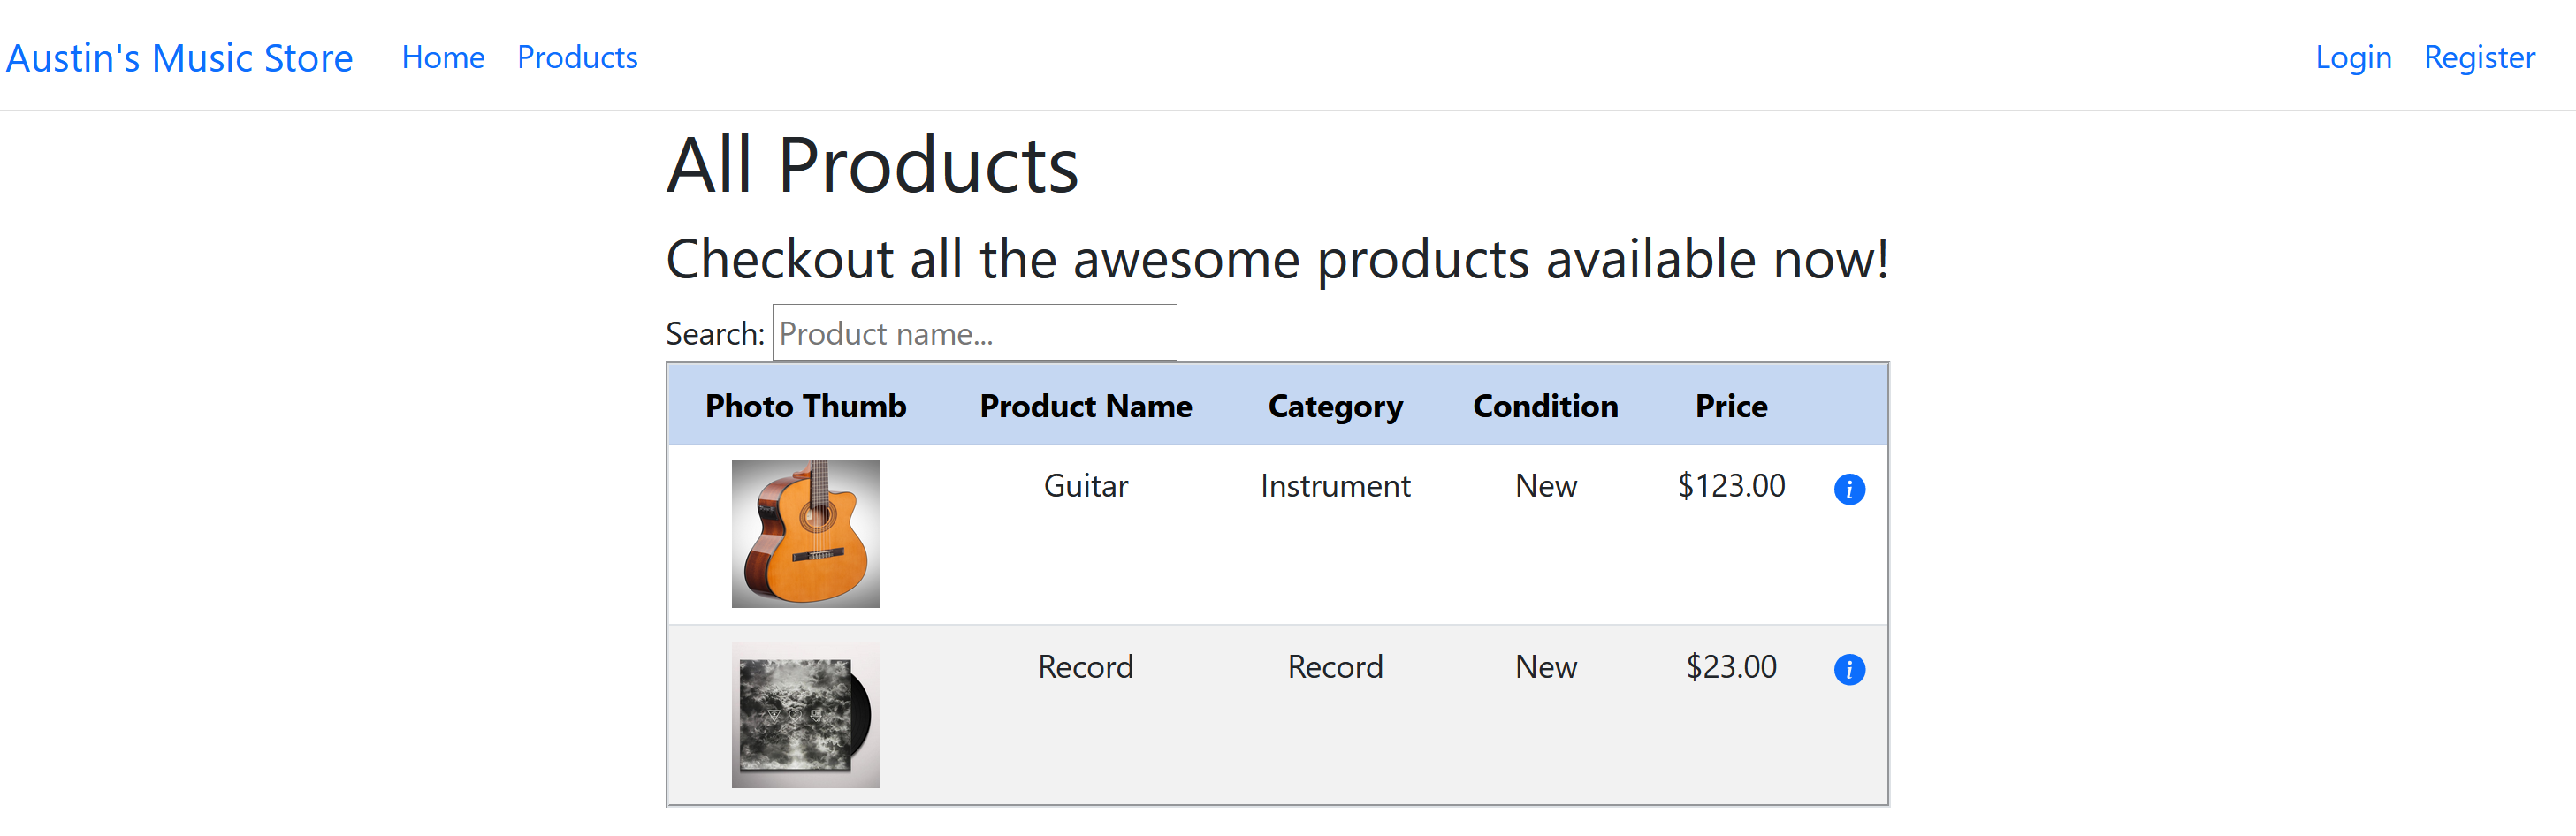 Austin's Music Store Home Products Login Register
All Products
Checkout all the awesome products available now!
Search: Product name...
Photo Thumb Product Name Category Condition Price
Guitar Instrument New $123.00 i
Record Record New $23.00 i